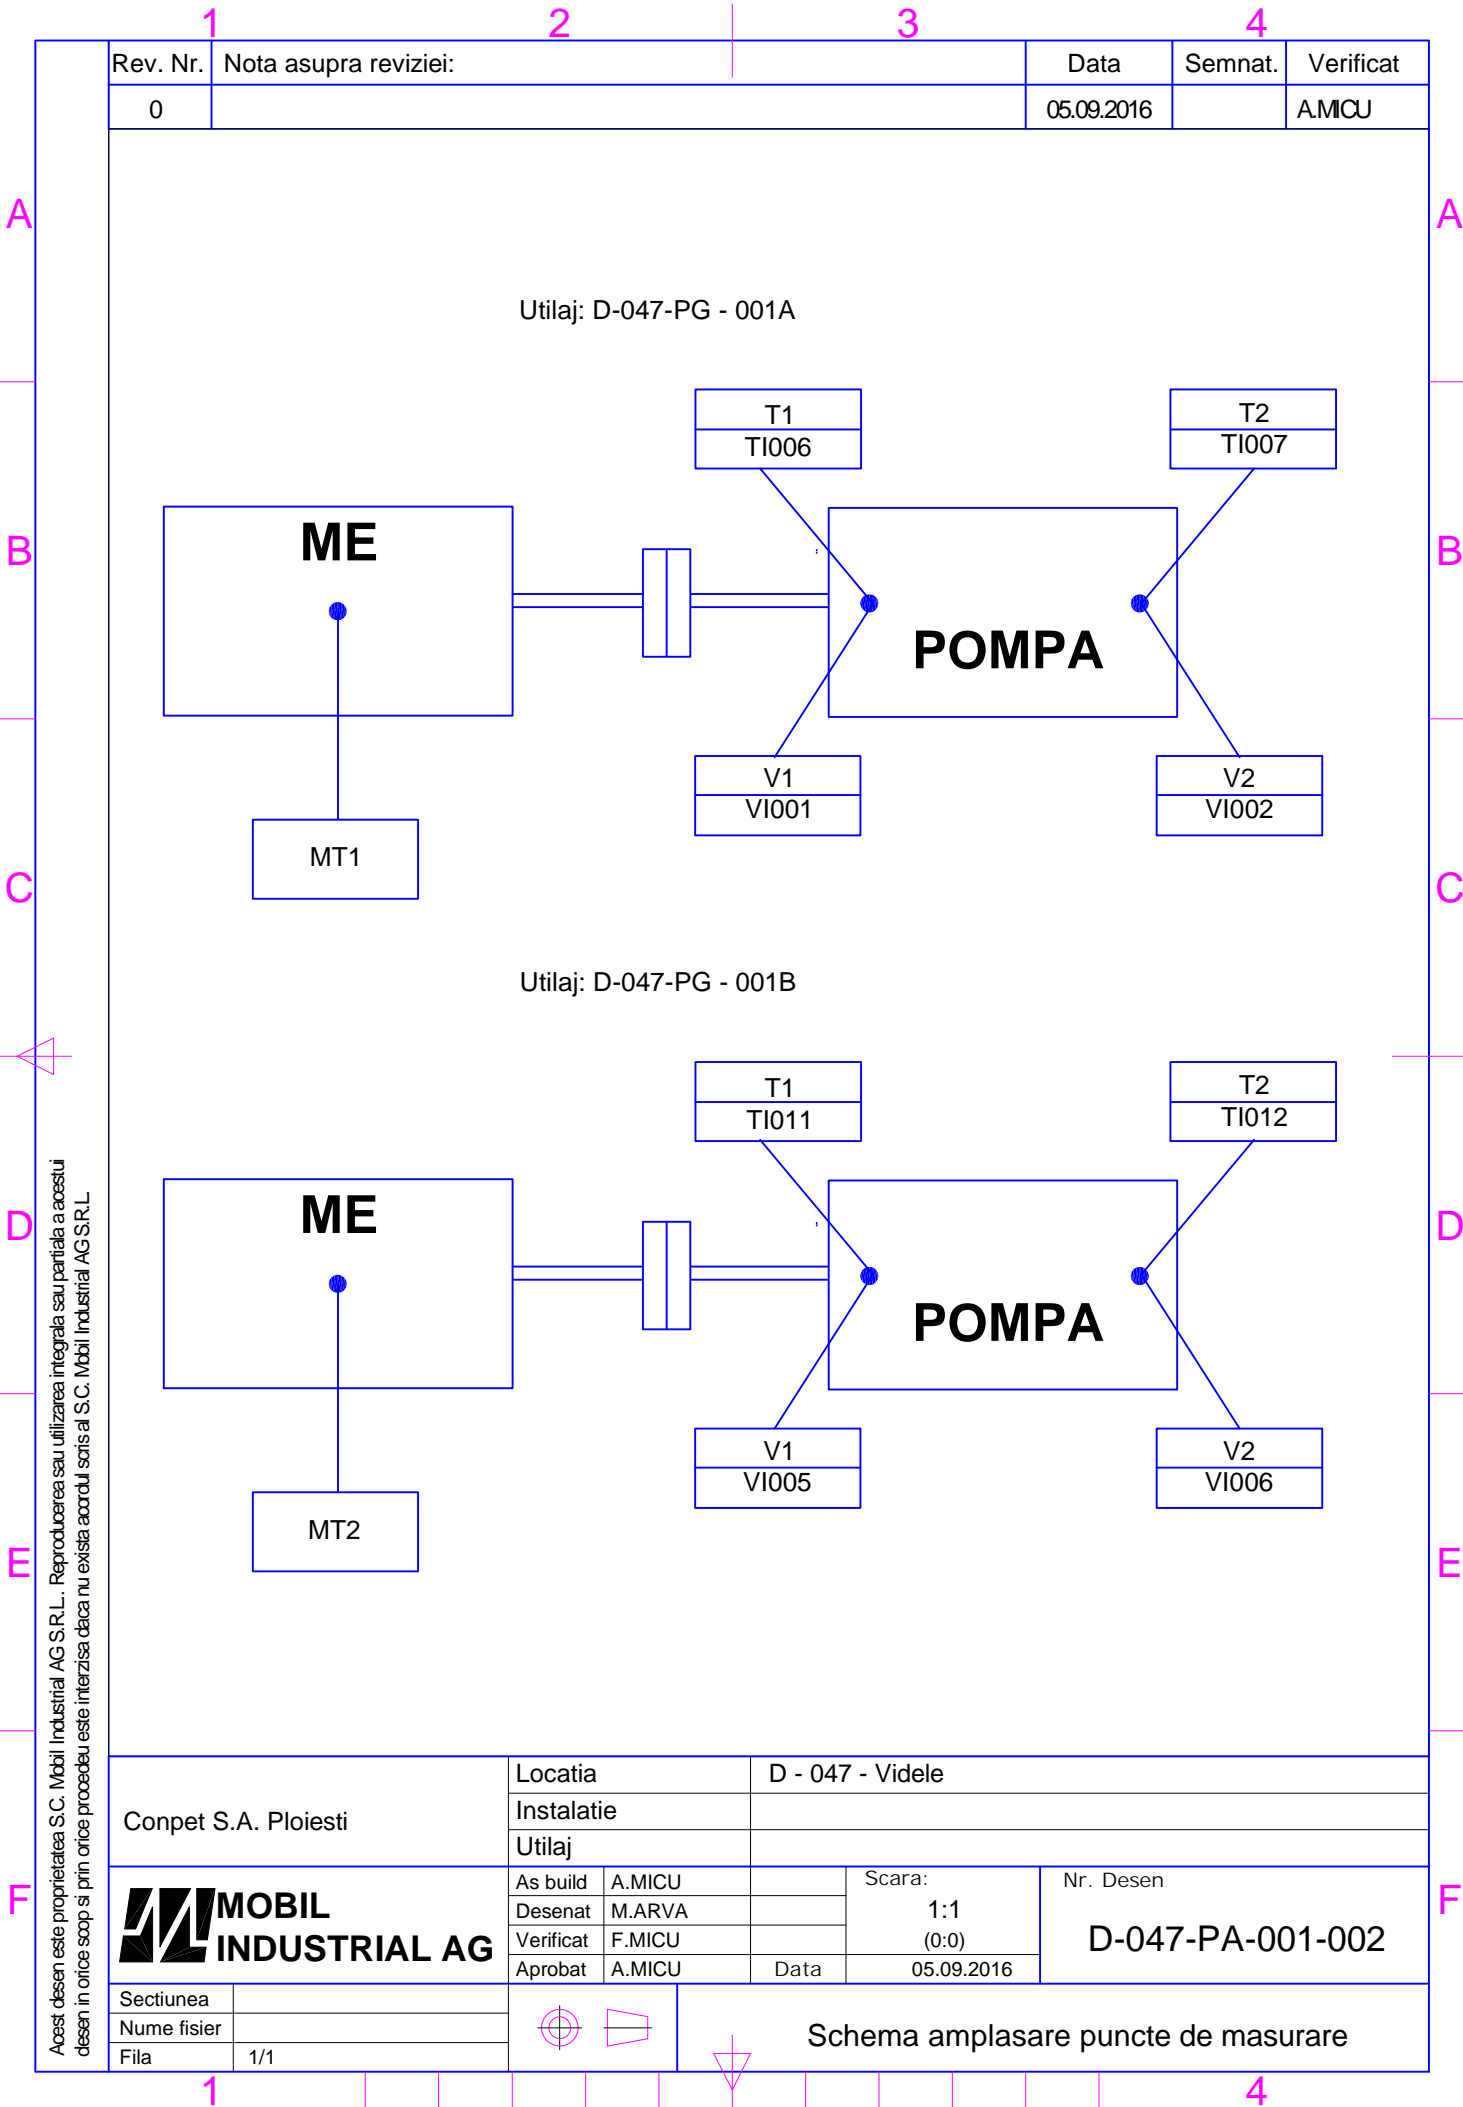 1 2 3 4
Rev. Nr. Nota asupra reviziei: Data Semnat. Verificat
0 05.09.2016 A.MICU
A A
Utilaj: D-047-PG - 001A
T1 T2
TI006 TI007
ME
B B
POMPA
V1 V2
VI001 VI002
MT1
C C
Utilaj: D-047-PG - 001B
T1 T2
TI011 TI012
ME
D D
POMPA
V1 V2
VI005 VI006
MT2
E E
Acest desen este proprietatea S.C. Mobil Industrial AG S.R.L. . Reproducerea sau utilizarea integrala sau partiala a acestui
desen in orice scop si prin orice procedeu este interzisa daca nu exista acordul scris al S.C. Mobil Industrial AG S.R.L
Conpet S.A. Ploiesti
Locatia D - 047 - Videle
Instalatie
Utilaj
F F
MOBIL
INDUSTRIAL AG
As build A.MICU
Desenat M.ARVA
Verificat F.MICU
Aprobat A.MICU Data 05.09.2016
Scara:
1:1
(0:0)
Nr. Desen
D-047-PA-001-002
Sectiunea
Nume fisier
Fila 1/1
Schema amplasare puncte de masurare
1 4